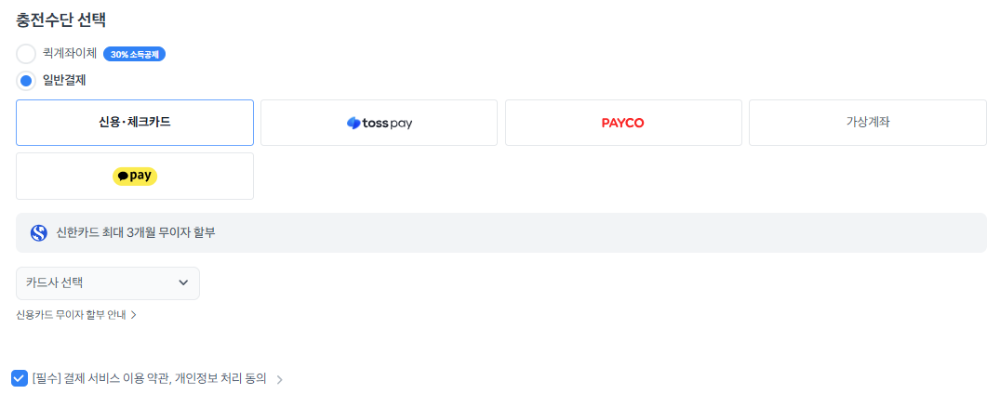 충전수단 선택
퀵계좌이체 30% 소득공제
일반결제
신용·체크카드 toss pay PAYCO 가상계좌
pay
신한카드 최대 3개월 무이자 할부
카드사 선택
신용카드 무이자 할부 안내 >
[필수] 결제 서비스 이용 약관, 개인정보 처리 동의 >